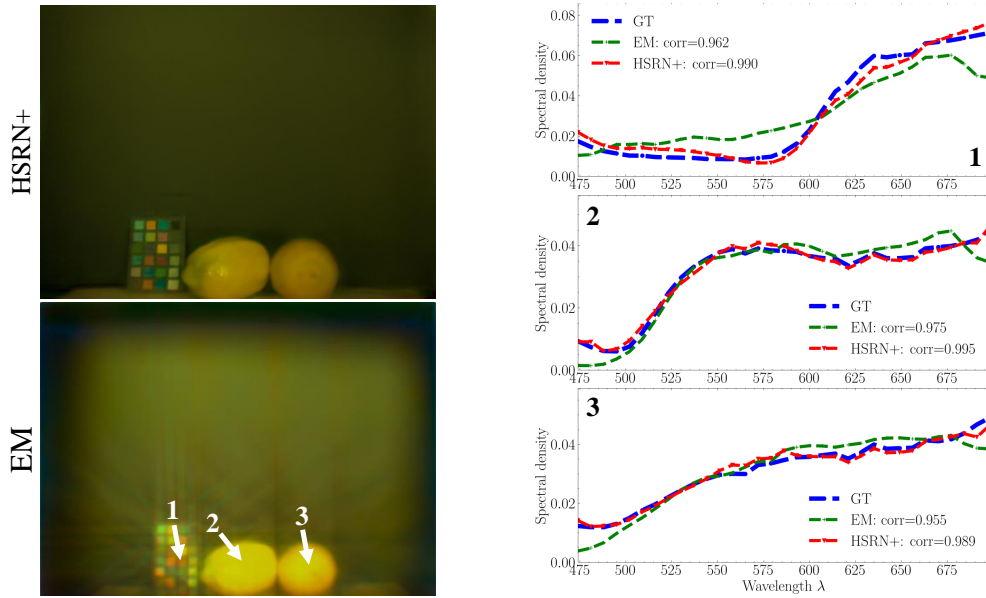 HSRN+
EM
1
2
3
Spectral density
0.08
0.06
0.04
0.02
0.00
GT
EM: corr=0.962
HSRN+: corr=0.990
1
475 500 525 550 575 600 625 650 675
2
Spectral density
0.04
0.02
0.00
GT
EM: corr=0.975
HSRN+: corr=0.995
475 500 525 550 575 600 625 650 675
3
Spectral density
0.04
0.02
0.00
GT
EM: corr=0.955
HSRN+: corr=0.989
475 500 525 550 575 600 625 650 675
Wavelength λ